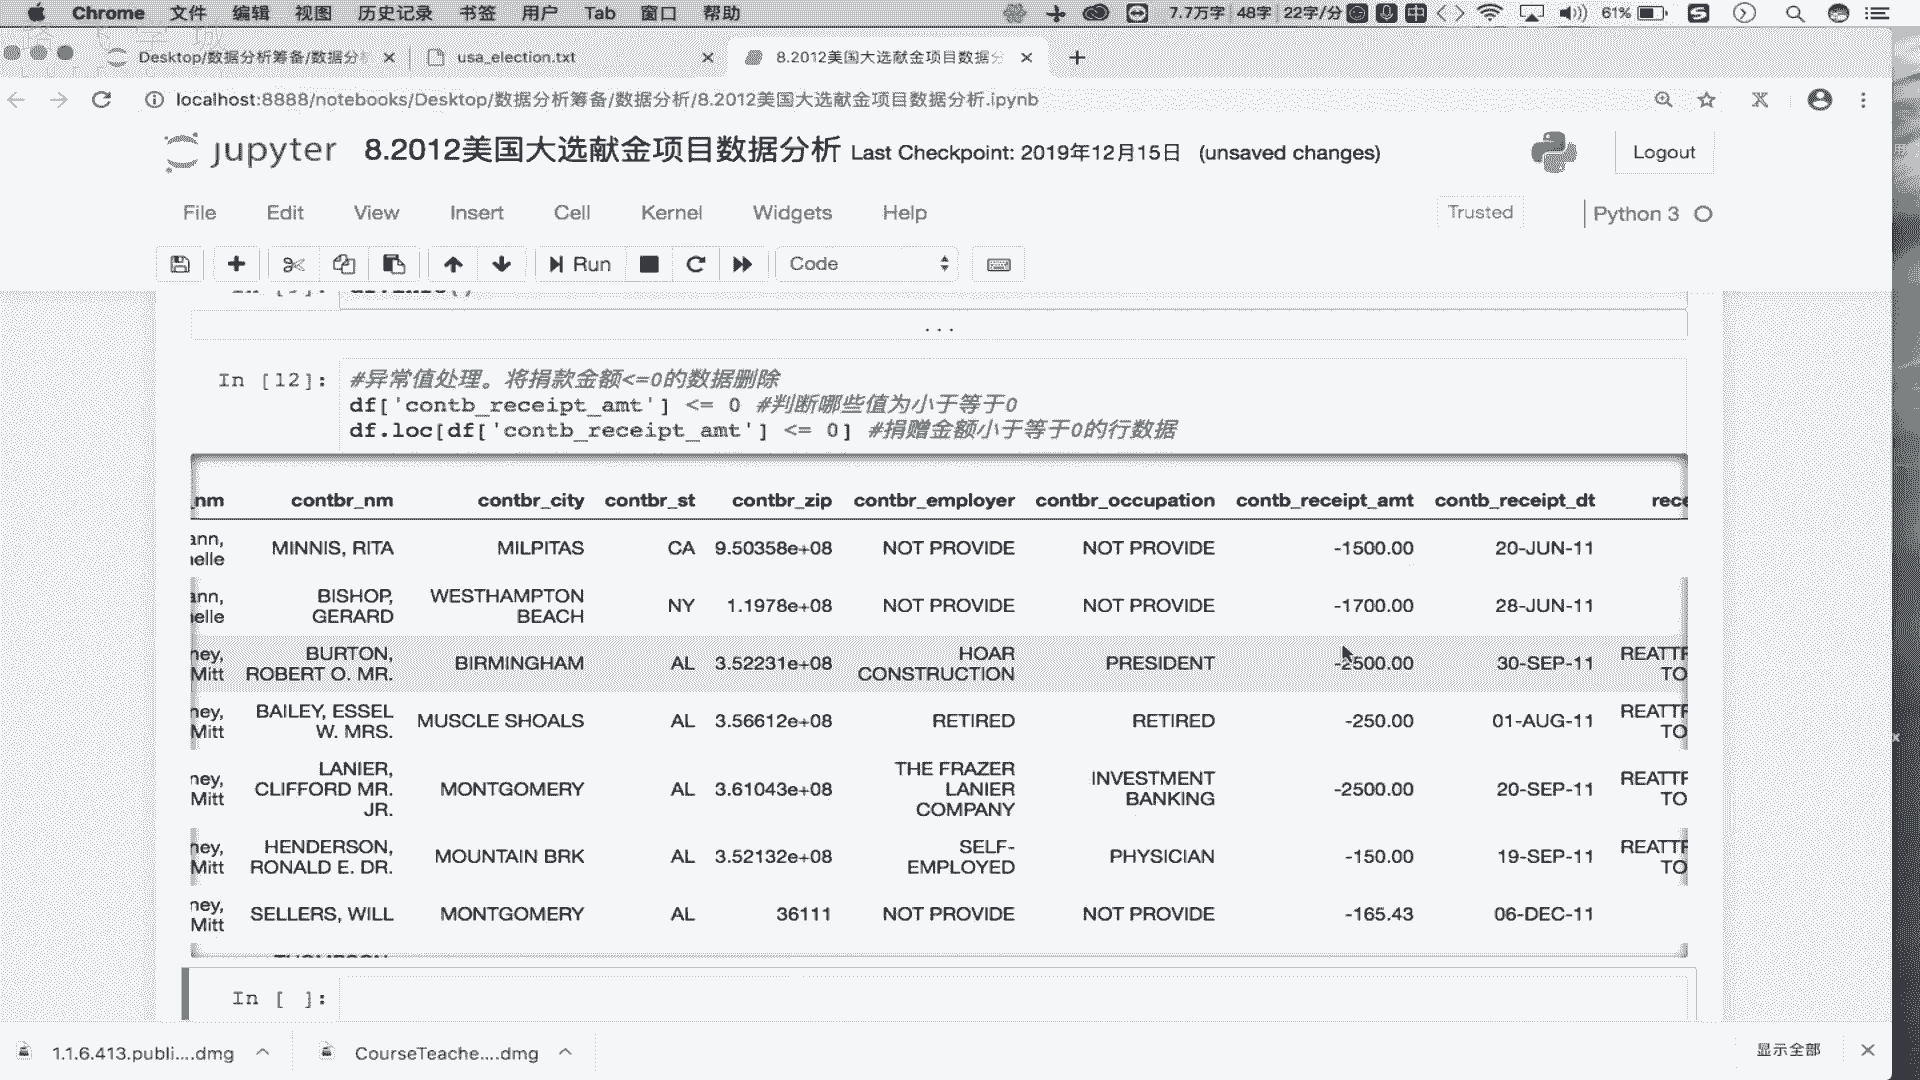 Chrome 文件 编辑 视图 历史记录 书签 用户 Tab 窗口 帮助 7.7万字 48字 22字/分 中 61%
Desktop/数据分析筹备/数据分 usa_election.txt 8.2012美国大选献金项目数据分
localhost:8888/notebooks/Desktop/数据分析筹备/数据分析/8.2012美国大选献金项目数据分析.ipynb
jupyter 8.2012美国大选献金项目数据分析 Last Checkpoint: 2019年12月15日 (unsaved changes) Logout
File Edit View Insert Cell Kernel Widgets Help Trusted Python 3
Run Code
...
In [12]: #异常值处理。将捐款金额<=0的数据删除
df['contb_receipt_amt'] <= 0 #判断哪些值为小于等于0
df.loc[df['contb_receipt_amt'] <= 0] #捐赠金额小于等于0的行数据
_nm contbr_nm contbr_city contbr_st contbr_zip contbr_employer contbr_occupation contb_receipt_amt contb_receipt_dt rece
ann,
elle MINNIS, RITA MILPITAS CA 9.50358e+08 NOT PROVIDE NOT PROVIDE -1500.00 20-JUN-11
ann, BISHOP, WESTHAMPTON
elle GERARD BEACH NY 1.1978e+08 NOT PROVIDE NOT PROVIDE -1700.00 28-JUN-11
ney, BURTON, HOAR REATTR
Mitt ROBERT O. MR. BIRMINGHAM AL 3.52231e+08 CONSTRUCTION PRESIDENT -2500.00 30-SEP-11 TO
ney, BAILEY, ESSEL REATTR
Mitt W. MRS. MUSCLE SHOALS AL 3.56612e+08 RETIRED RETIRED -250.00 01-AUG-11 TO
LANIER, THE FRAZER
ney, CLIFFORD MR. MONTGOMERY AL 3.61043e+08 LANIER INVESTMENT -2500.00 20-SEP-11 REATTR
Mitt JR. COMPANY BANKING TO
ney, HENDERSON, SELF- REATTR
Mitt RONALD E. DR. MOUNTAIN BRK AL 3.52132e+08 EMPLOYED PHYSICIAN -150.00 19-SEP-11 TO
ney,
Mitt SELLERS, WILL MONTGOMERY AL 36111 NOT PROVIDE NOT PROVIDE -165.43 06-DEC-11
In [ ]:
1.1.6.413.publi....dmg CourseTeache....dmg 显示全部